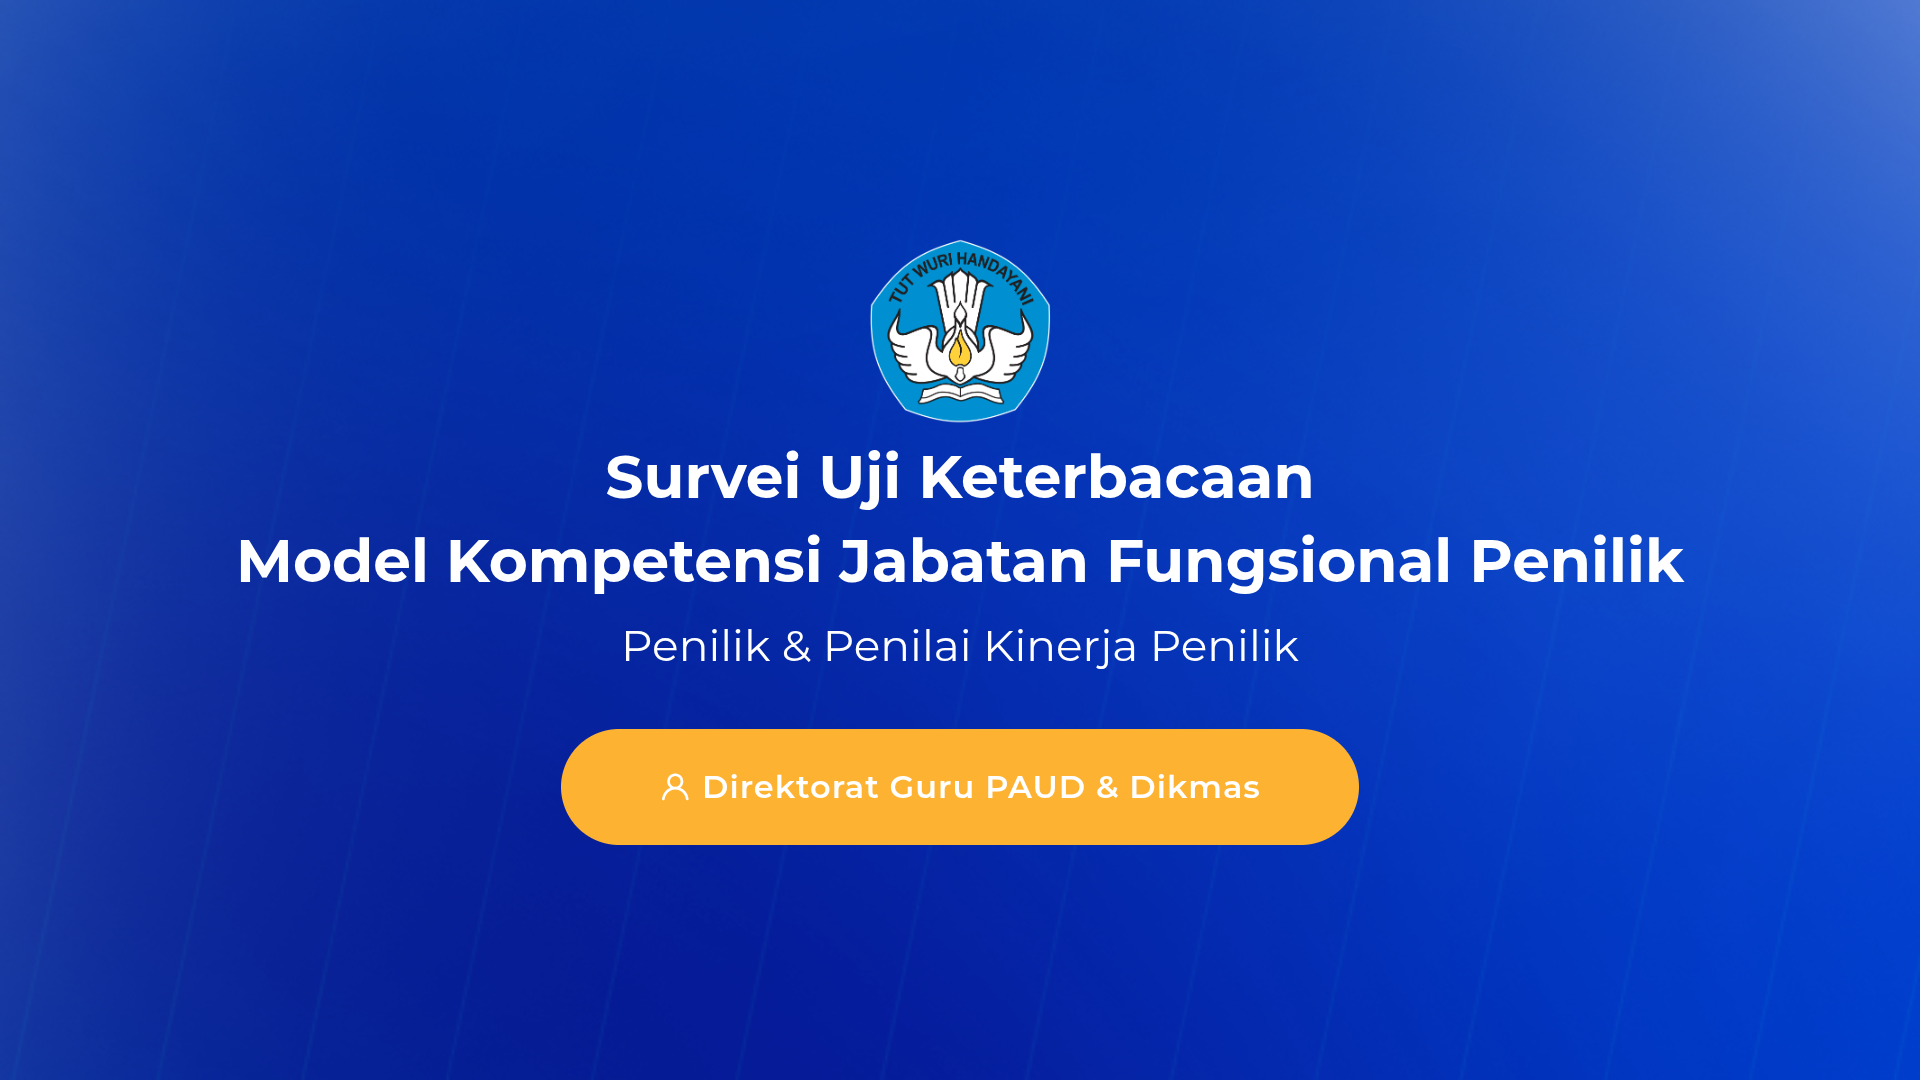 TUT WURI HANDAYANI
Survei Uji Keterbacaan
Model Kompetensi Jabatan Fungsional Penilik
Penilik & Penilai Kinerja Penilik
Direktorat Guru PAUD & Dikmas